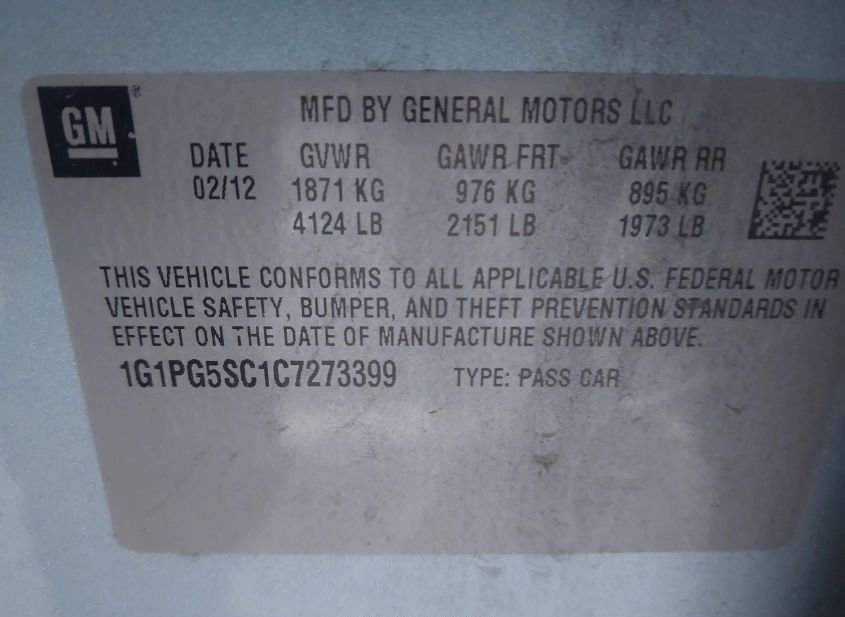 GM
MFD BY GENERAL MOTORS LLC
DATE GVWR GAWR FRT GAWR RR
02/12 1871 KG 976 KG 895 KG
4124 LB 2151 LB 1973 LB
THIS VEHICLE CONFORMS TO ALL APPLICABLE U.S. FEDERAL MOTOR
VEHICLE SAFETY, BUMPER, AND THEFT PREVENTION STANDARDS IN
EFFECT ON THE DATE OF MANUFACTURE SHOWN ABOVE.
1G1PG5SC1C7273399 TYPE: PASS CAR